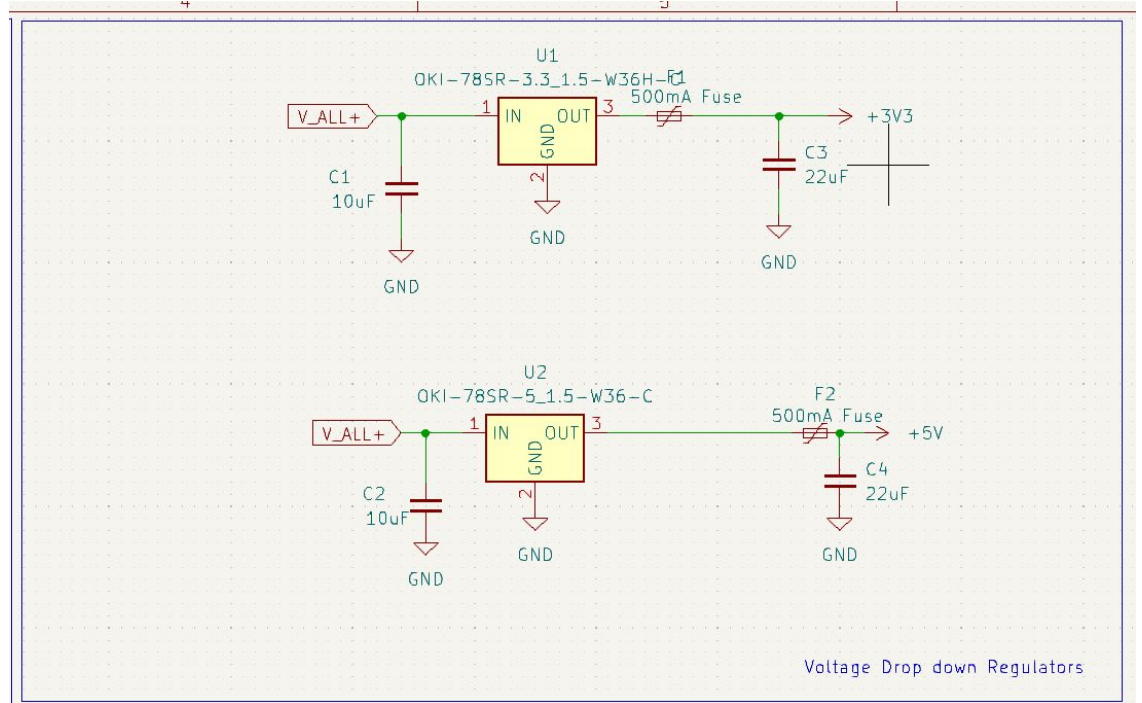 4
5
U1
OKI-78SR-3.3_1.5-W36H-C
F1
500mA Fuse
V_ALL+
1
IN
OUT
3
GND
2
GND
+3V3
C1
10uF
GND
C3
22uF
GND
U2
OKI-78SR-5_1.5-W36-C
F2
500mA Fuse
V_ALL+
1
IN
OUT
3
GND
2
GND
+5V
C2
10uF
GND
C4
22uF
GND
Voltage Drop down Regulators